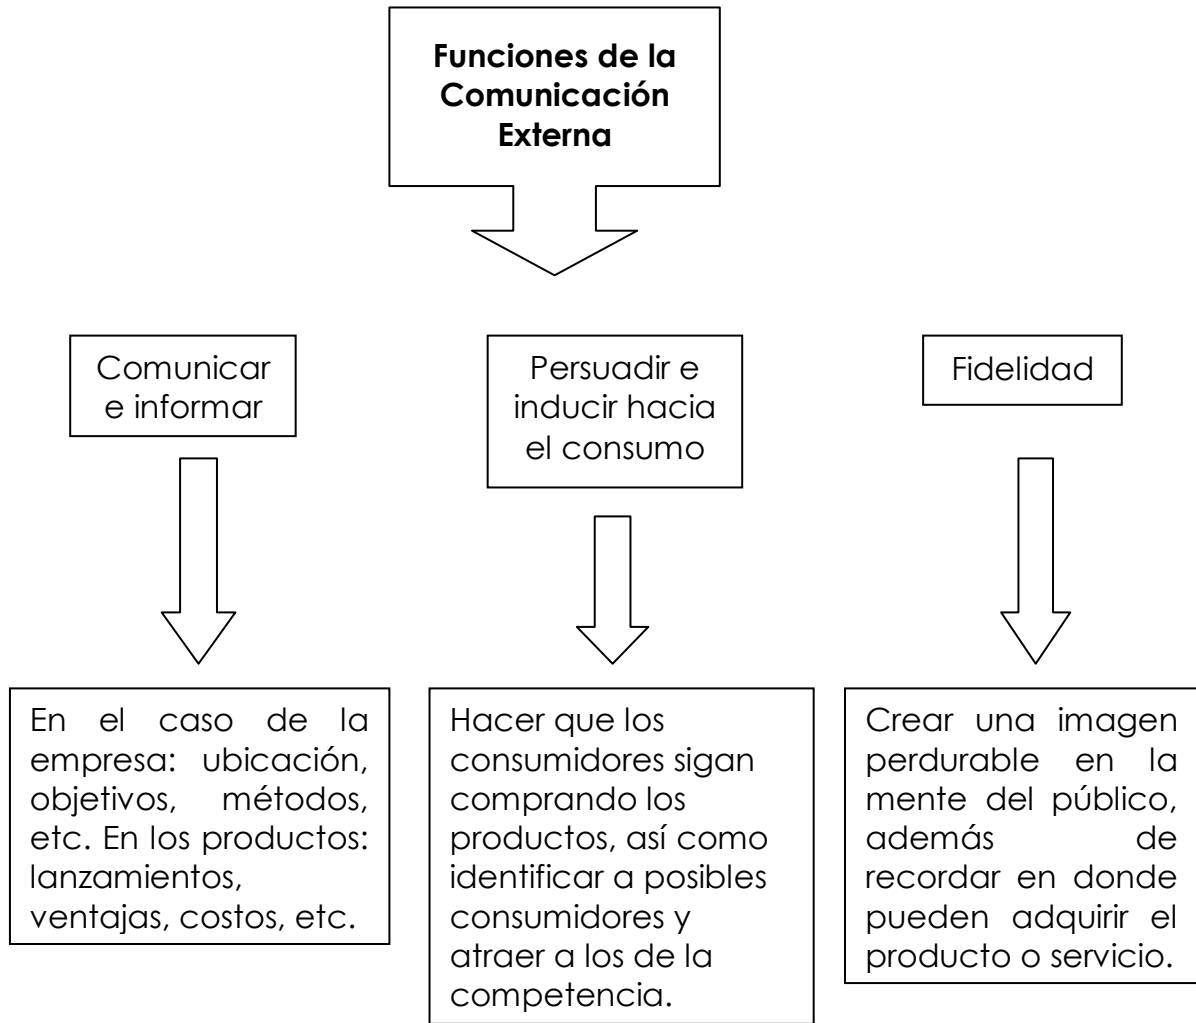 Funciones de la
Comunicación
Externa
Comunicar
e informar
Persuadir e
inducir hacia
el consumo
Fidelidad
En el caso de la
empresa: ubicación,
objetivos, métodos,
etc. En los productos:
lanzamientos,
ventajas, costos, etc.
Hacer que los
consumidores sigan
comprando los
productos, así como
identificar a posibles
consumidores y
atraer a los de la
competencia.
Crear una imagen
perdurable en la
mente del público,
además de
recordar en donde
pueden adquirir el
producto o servicio.